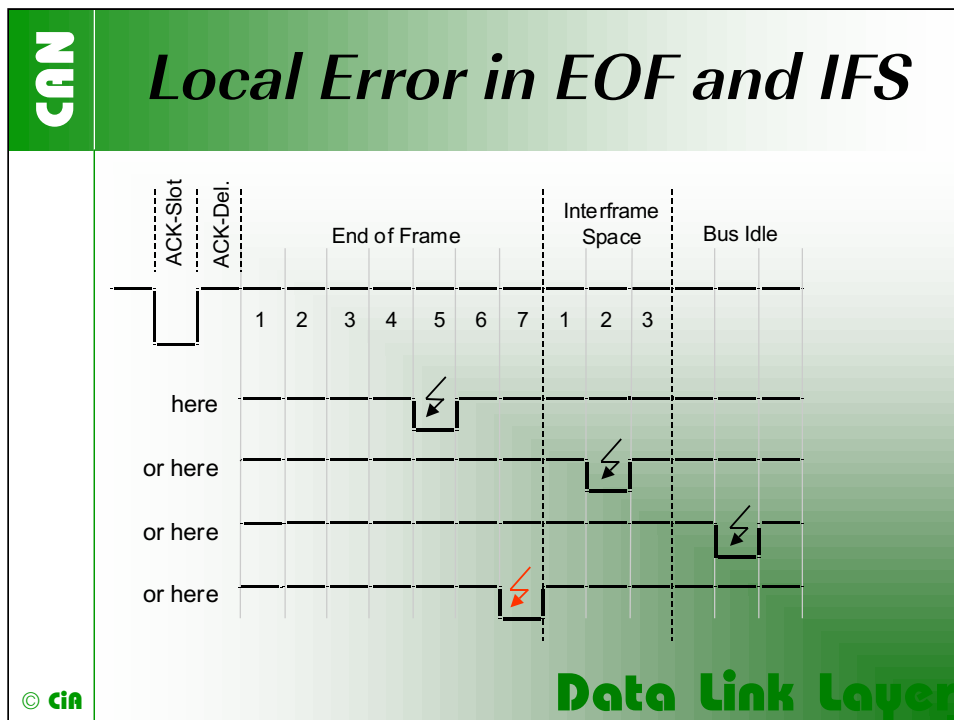 CAN
Local Error in EOF and IFS
ACK-Slot
ACK-Del.
End of Frame
Interframe
Space
Bus Idle
1 2 3 4 5 6 7 1 2 3
here
or here
or here
or here
© CiA
Data Link Layer